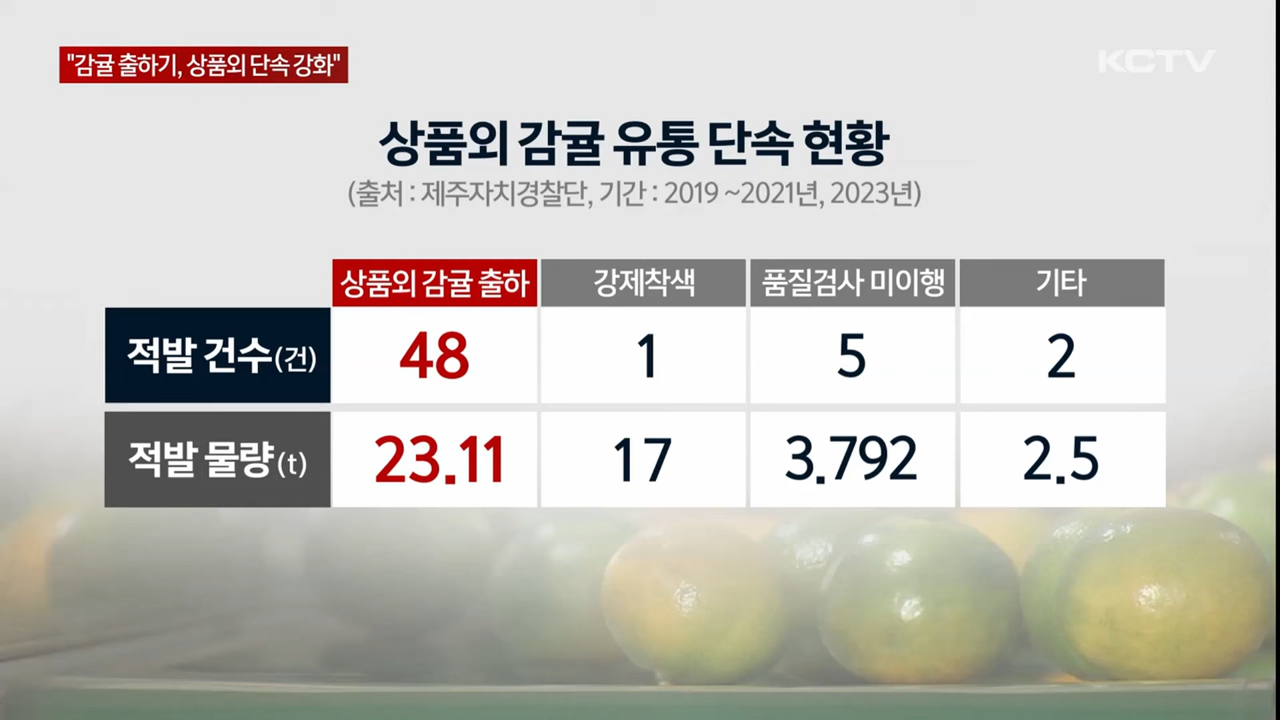 "감귤 출하기, 상품외 단속 강화"
KCTV
상품외 감귤 유통 단속 현황
(출처 : 제주자치경찰단, 기간 : 2019 ~2021년, 2023년)
상품외 감귤 출하 강제착색 품질검사 미이행 기타
적발 건수(건) 48 1 5 2
적발 물량(t) 23.11 17 3.792 2.5